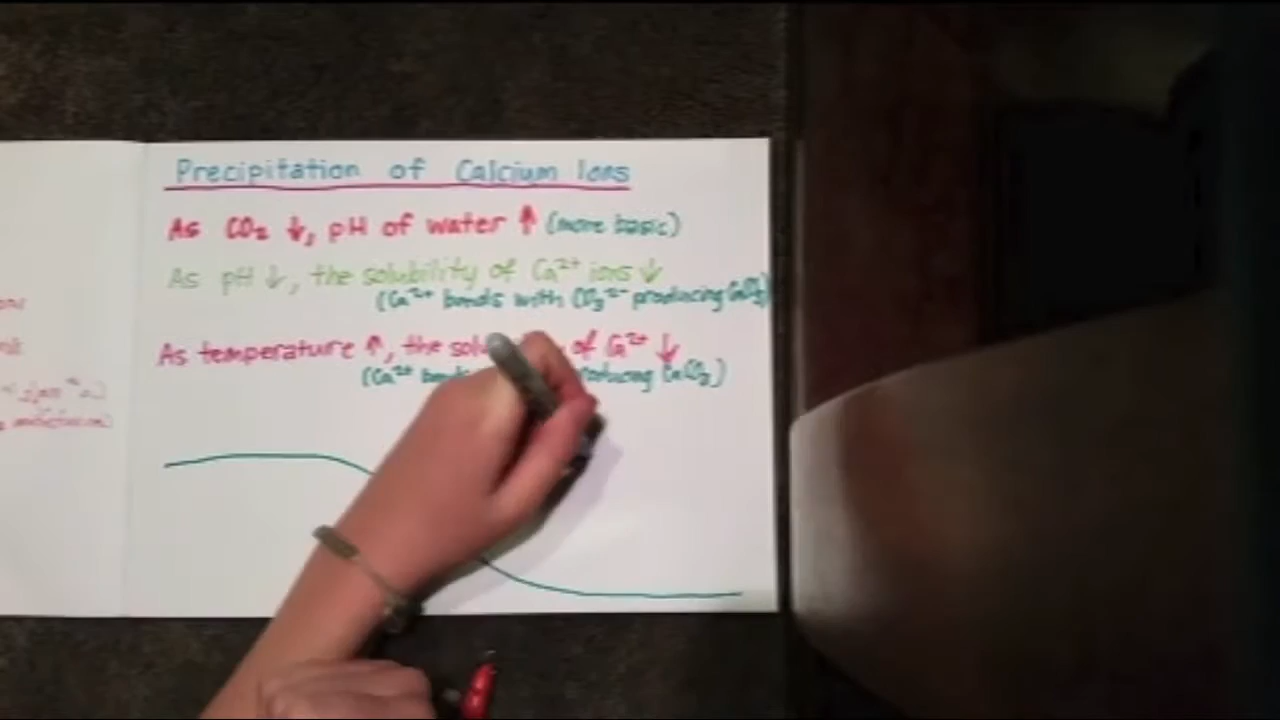 Precipitation of Calcium Ions
As CO₂ ↓, pH of water ↑ (more basic)
As pH ↓, the solubility of Ca²⁺ ions ↓
(Ca²⁺ bonds with CO₃²⁻ producing CaCO₃)
As temperature ↑, the of Ca²⁺ ↓
(Ca²⁺ CaCO₃)